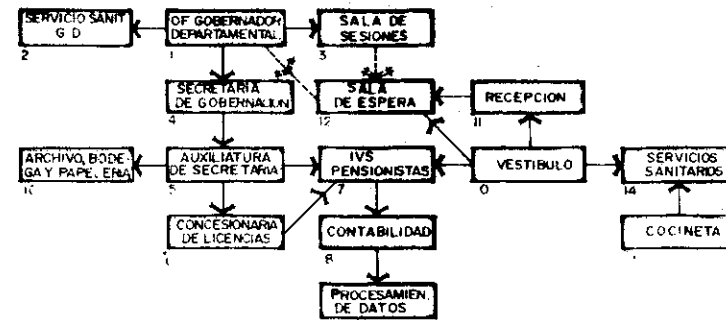 SERVICIO SANIT
G D
2
OF GOBERNADOR
DEPARTAMENTAL
1
SALA DE
SESIONES
3
SECRETARIA
DE GOBERNACION
4
SALA
DE ESPERA
12
RECEPCION
11
ARCHIVO, BODE-
GA Y PAPELERIA
AUXILIATURA
DE SECRETARIA
5
IVS
PENSIONISTAS
7
VESTIBULO
0
SERVICIOS
SANITARIOS
14
CONCESIONARIA
DE LICENCIAS
CONTABILIDAD
8
COCINETA
PROCESAMIEN.
DE DATOS